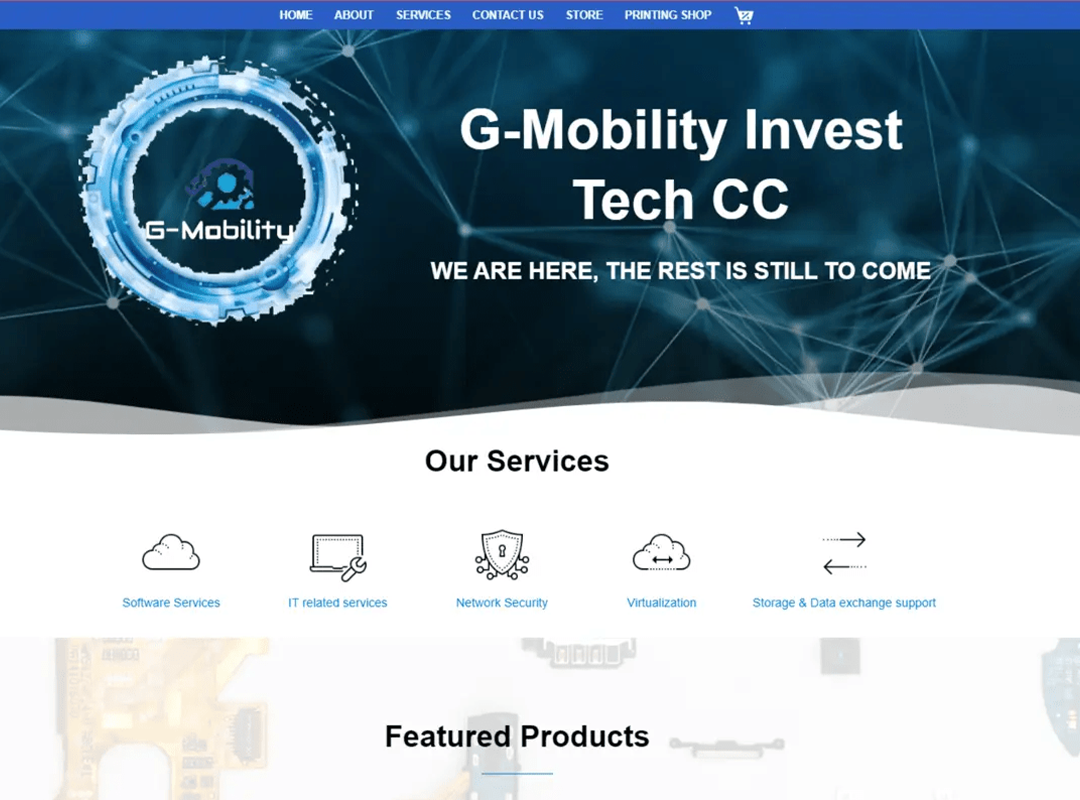 HOME ABOUT SERVICES CONTACT US STORE PRINTING SHOP
G-Mobility
G-Mobility Invest
Tech CC
WE ARE HERE, THE REST IS STILL TO COME
Our Services
Software Services
IT related services
Network Security
Virtualization
Storage & Data exchange support
Featured Products